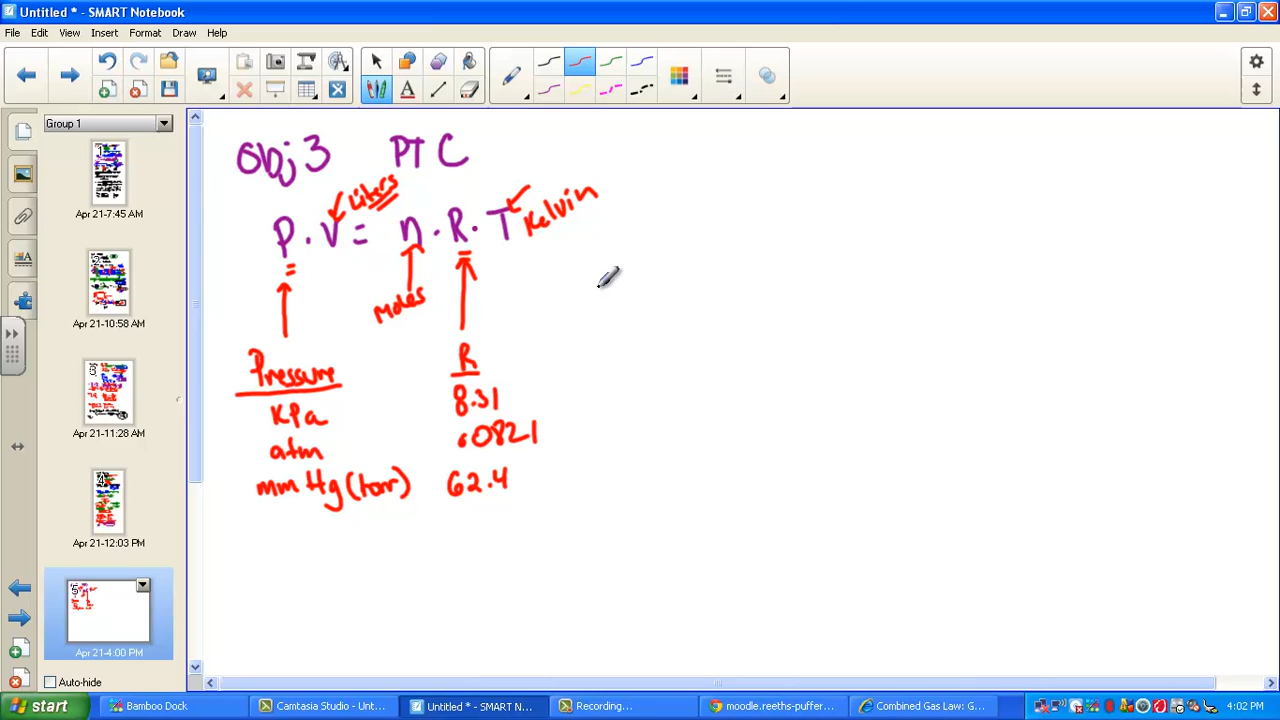 Untitled * - SMART Notebook
File Edit View Insert Format Draw Help
Group 1
Apr 21-7:45 AM
Apr 21-10:58 AM
Apr 21-11:28 AM
Apr 21-12:03 PM
Apr 21-4:00 PM
Auto-hide
Obj 3 PT C
Liters
P · V = n · R · T
Kelvin
Moles
Pressure R
KPa 8.31
atm .0821
mmHg (torr) 62.4
start Bamboo Dock Camtasia Studio - Unt... Untitled * - SMART N... Recording... moodle.reeths-puffer... Combined Gas Law: G... 4:02 PM